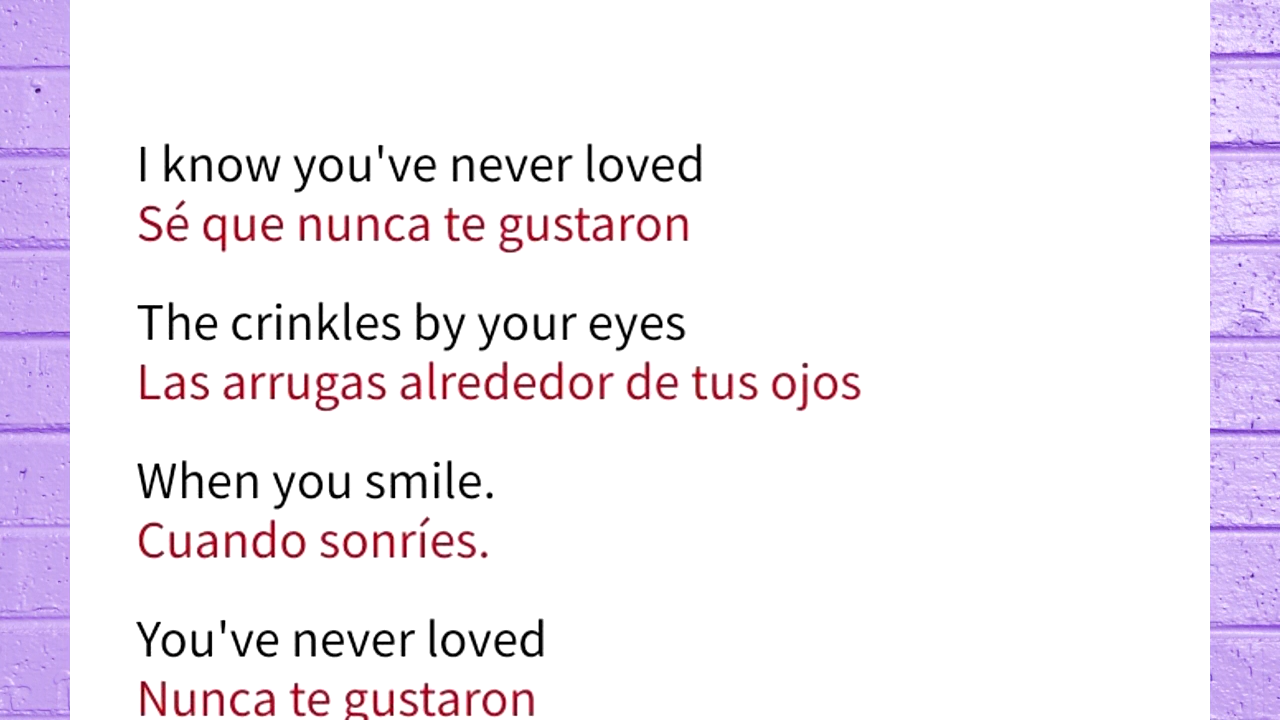 I know you've never loved
Sé que nunca te gustaron
The crinkles by your eyes
Las arrugas alrededor de tus ojos
When you smile.
Cuando sonríes.
You've never loved
Nunca te gustaron